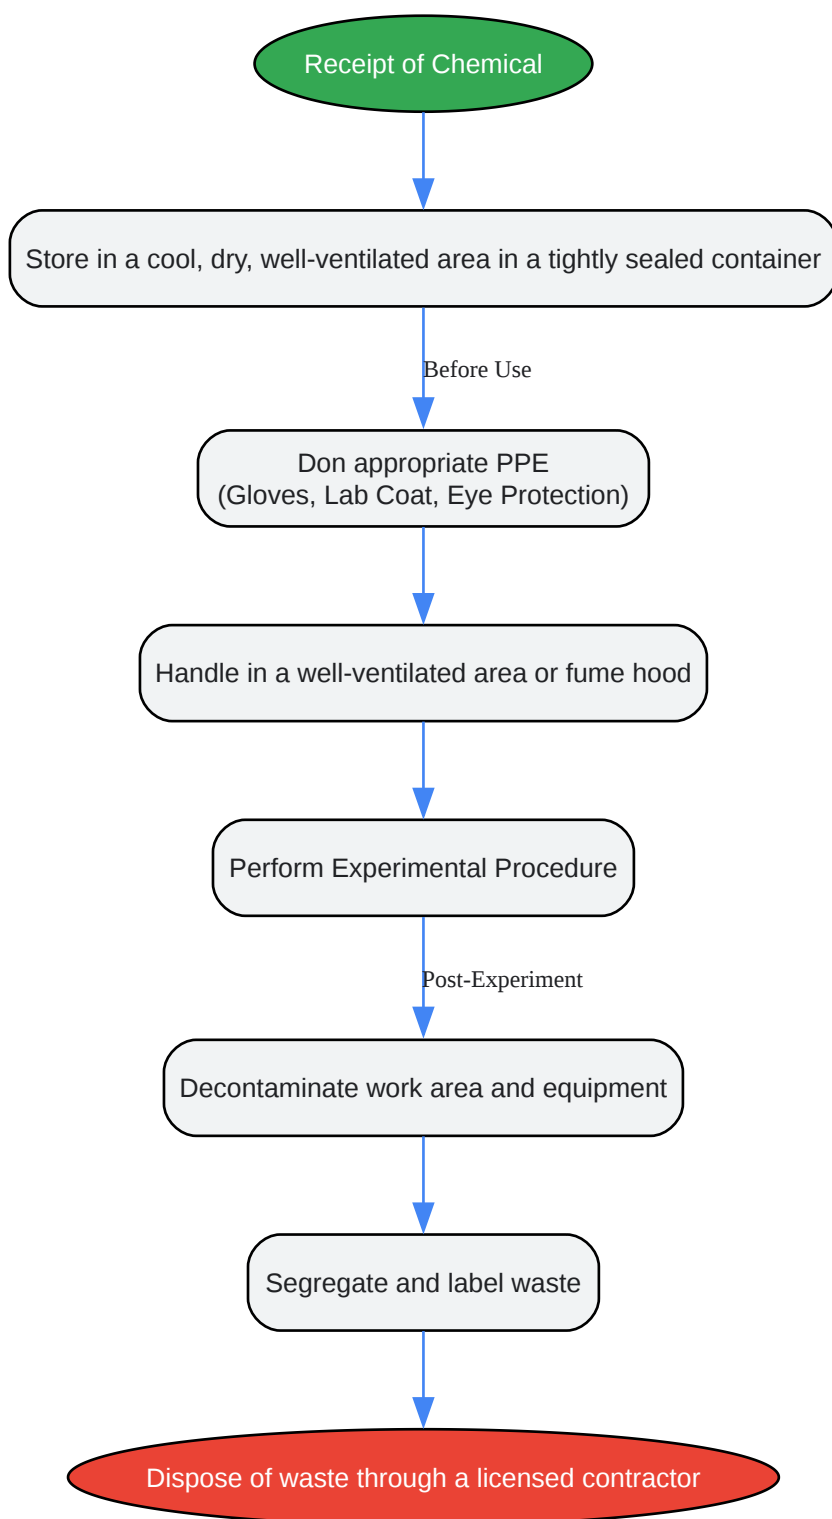 Receipt of Chemical
Store in a cool, dry, well-ventilated area in a tightly sealed container
Before Use
Don appropriate PPE
(Gloves, Lab Coat, Eye Protection)
Handle in a well-ventilated area or fume hood
Perform Experimental Procedure
Post-Experiment
Decontaminate work area and equipment
Segregate and label waste
Dispose of waste through a licensed contractor